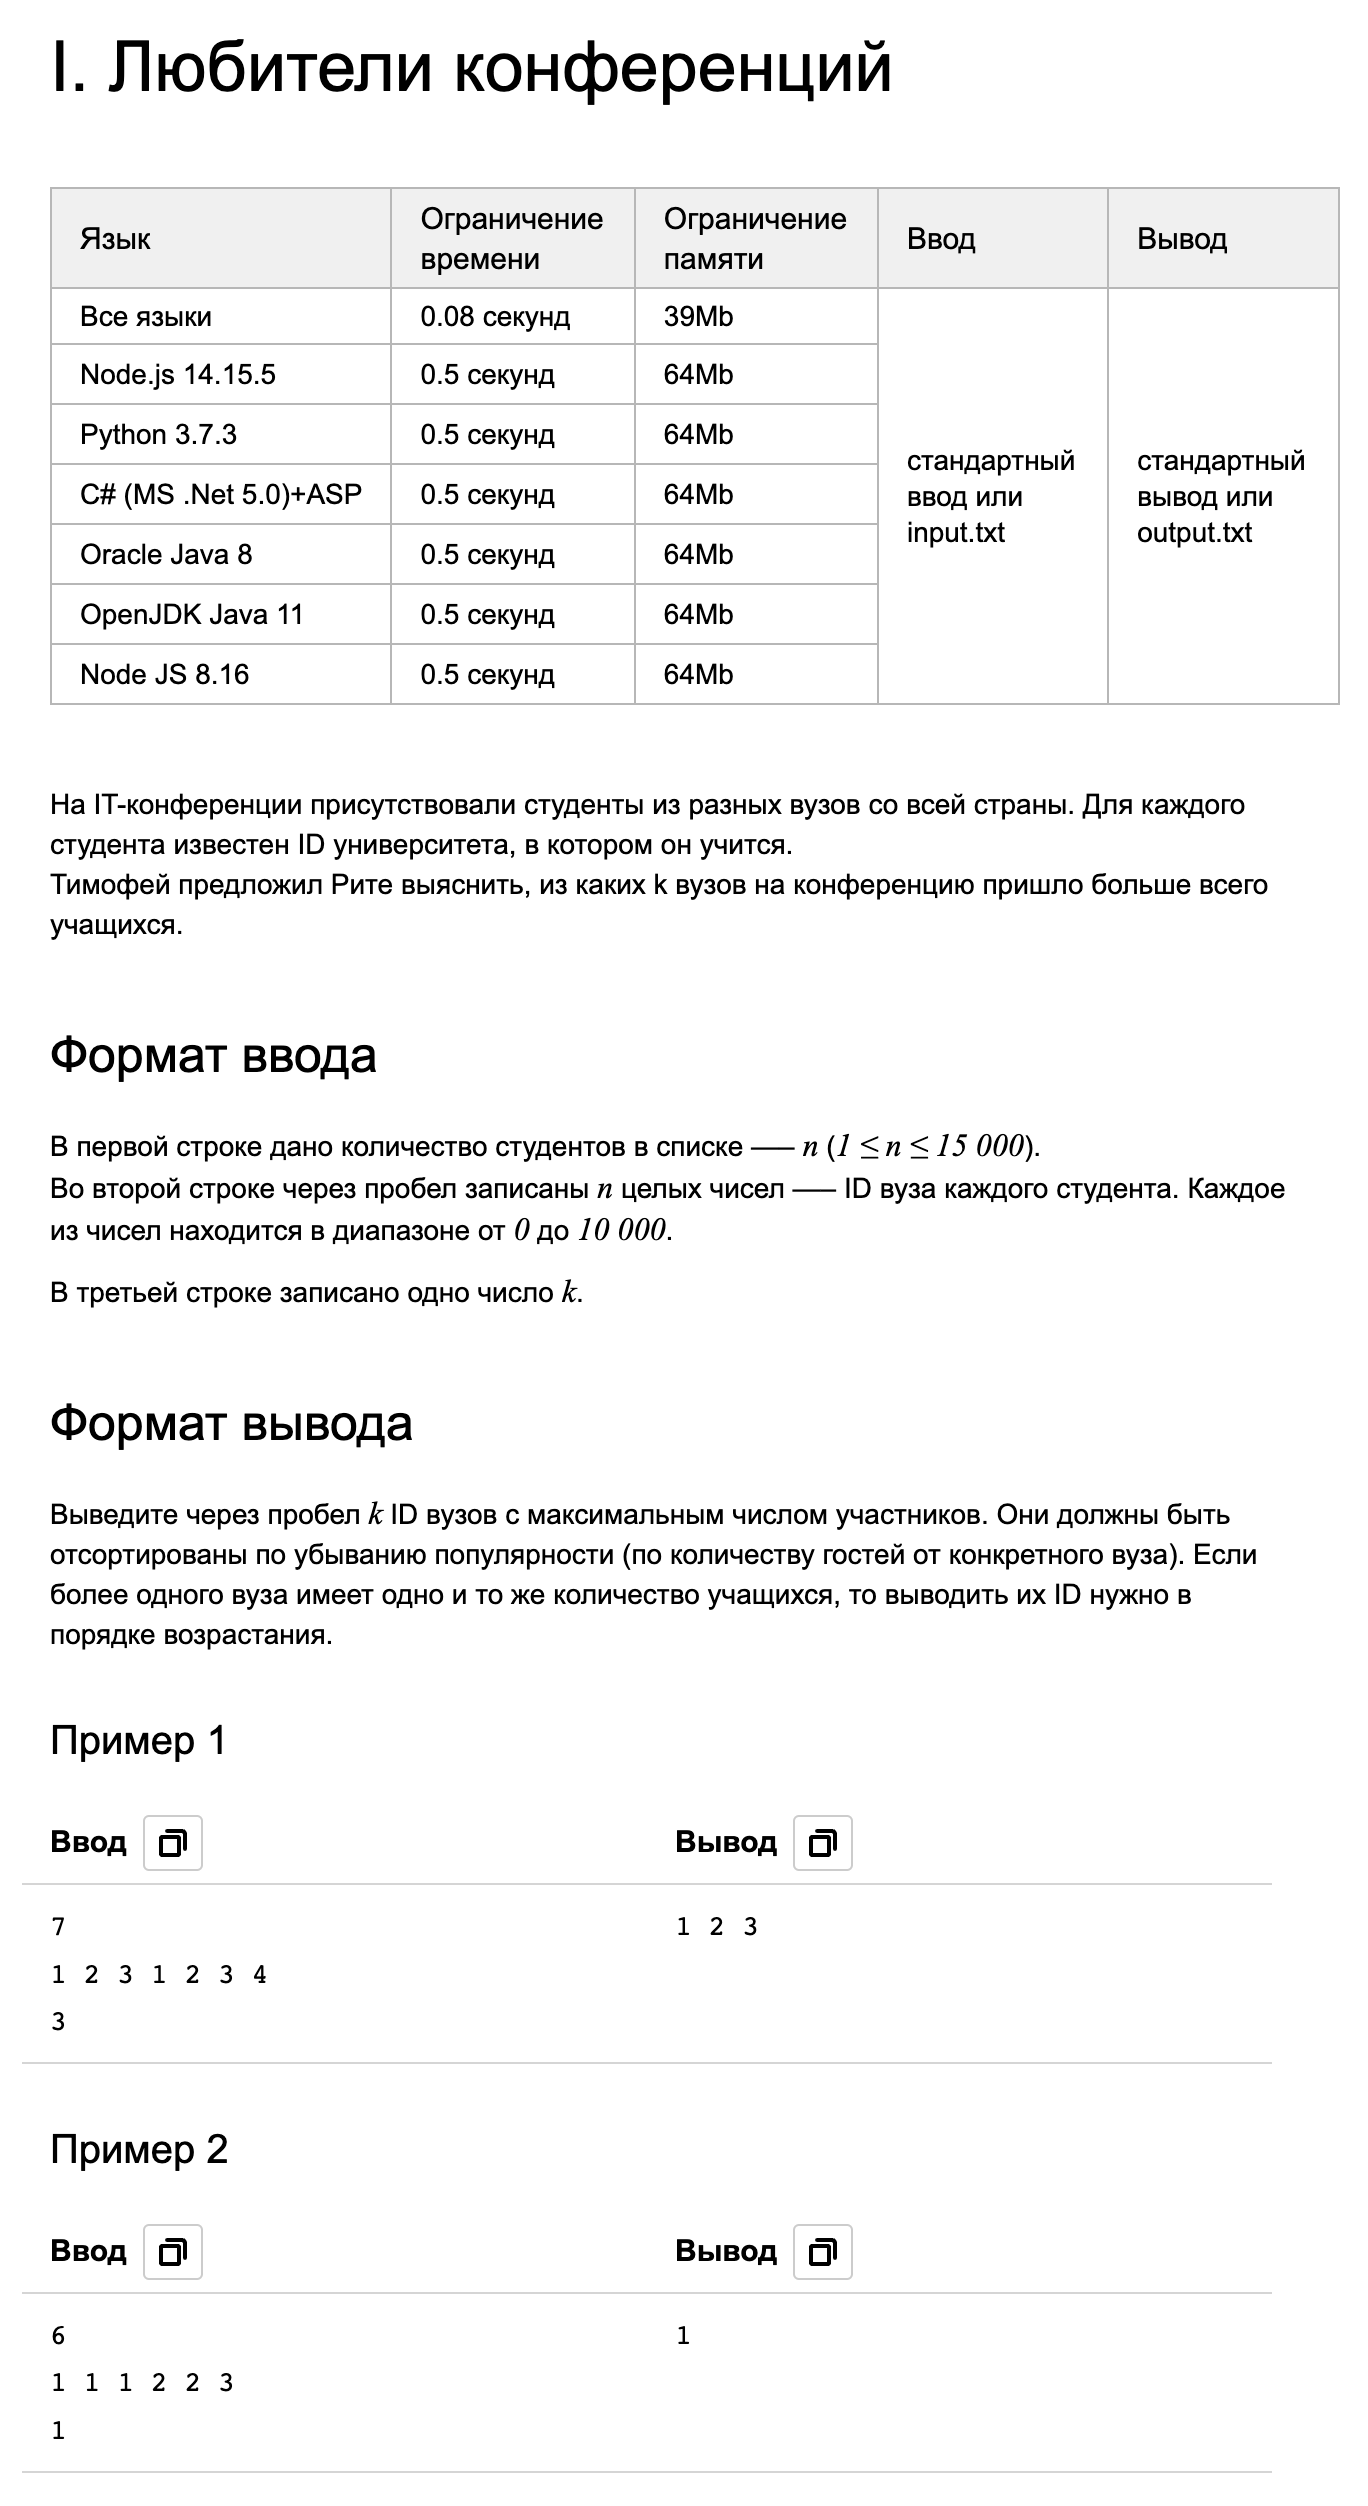 I. Любители конференций
Язык
Ограничение
времени
Ограничение
памяти
Ввод
Вывод
Все языки
0.08 секунд
39Mb
стандартный
ввод или
input.txt
стандартный
вывод или
output.txt
Node.js 14.15.5
0.5 секунд
64Mb
Python 3.7.3
0.5 секунд
64Mb
C# (MS .Net 5.0)+ASP
0.5 секунд
64Mb
Oracle Java 8
0.5 секунд
64Mb
OpenJDK Java 11
0.5 секунд
64Mb
Node JS 8.16
0.5 секунд
64Mb
На IT-конференции присутствовали студенты из разных вузов со всей страны. Для каждого
студента известен ID университета, в котором он учится.
Тимофей предложил Рите выяснить, из каких k вузов на конференцию пришло больше всего
учащихся.
Формат ввода
В первой строке дано количество студентов в списке –— n (1 ≤ n ≤ 15 000).
Во второй строке через пробел записаны n целых чисел –— ID вуза каждого студента. Каждое
из чисел находится в диапазоне от 0 до 10 000.
В третьей строке записано одно число k.
Формат вывода
Выведите через пробел k ID вузов с максимальным числом участников. Они должны быть
отсортированы по убыванию популярности (по количеству гостей от конкретного вуза). Если
более одного вуза имеет одно и то же количество учащихся, то выводить их ID нужно в
порядке возрастания.
Пример 1
Ввод
Вывод
7
1 2 3 1 2 3 4
3
1 2 3
Пример 2
Ввод
Вывод
6
1 1 1 2 2 3
1
1